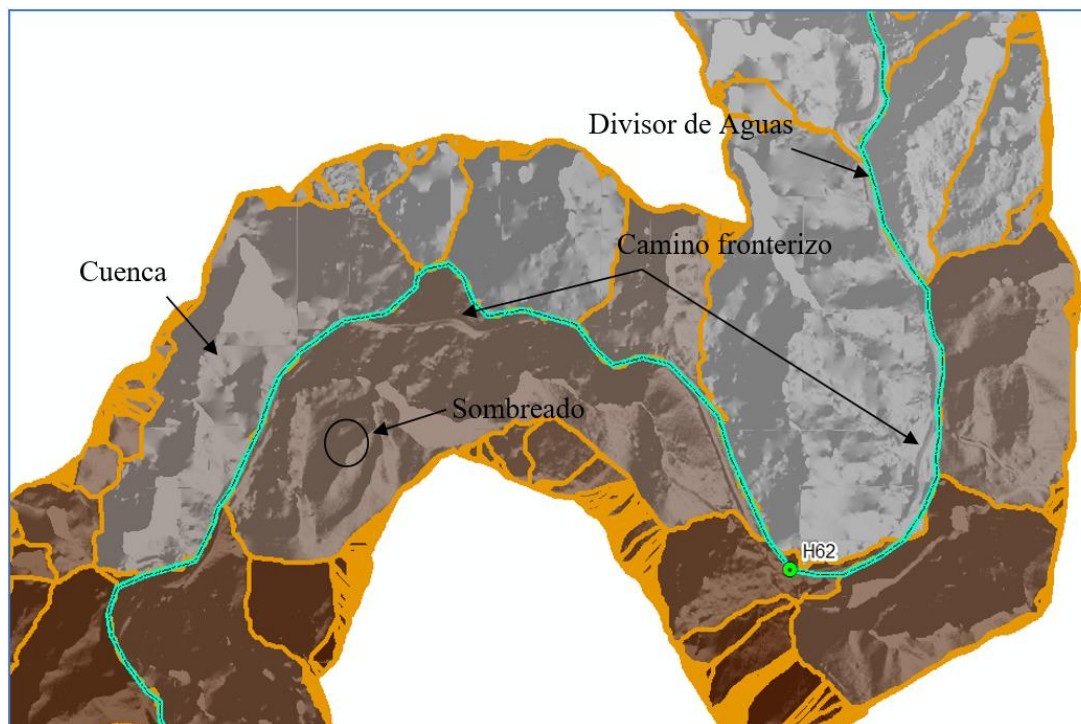 Divisor de Aguas
Camino fronterizo
Cuenca
Sombreado
H62